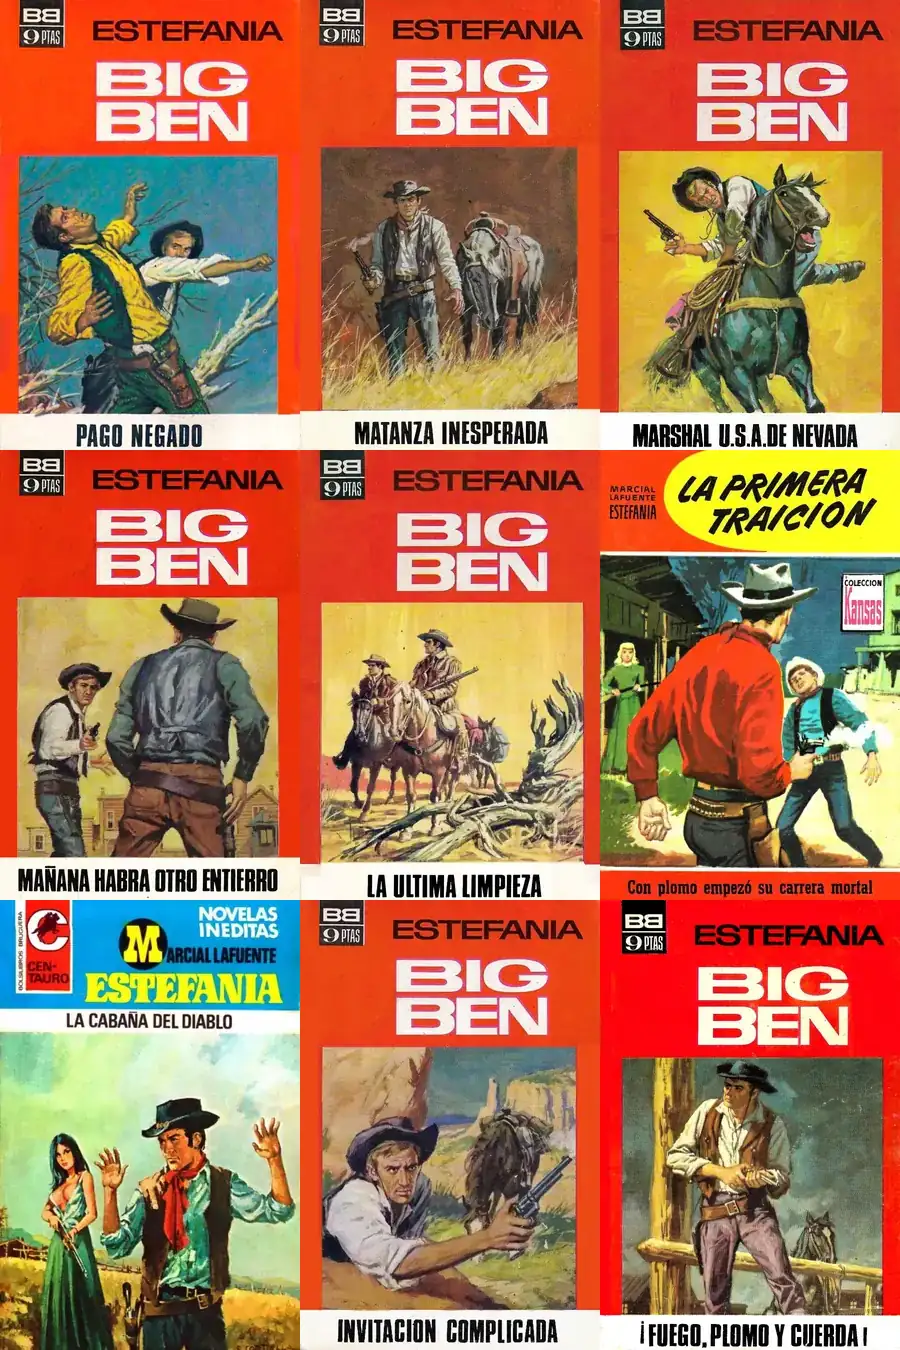 BB
9 PTAS
ESTEFANIA
BIG
BEN
PAGO NEGADO
BB
9 PTAS
ESTEFANIA
BIG
BEN
MATANZA INESPERADA
BB
9 PTAS
ESTEFANIA
BIG
BEN
MARSHAL U.S.A. DE NEVADA
BB
9 PTAS
ESTEFANIA
BIG
BEN
MAÑANA HABRA OTRO ENTIERRO
BB
9 PTAS
ESTEFANIA
BIG
BEN
LA ULTIMA LIMPIEZA
MARCIAL
LAFUENTE
ESTEFANIA
LA PRIMERA
TRAICION
COLECCION
Kansas
Con plomo empezó su carrera mortal
BOLSILIBROS BRUGUERA
C
CEN-
TAURO
NOVELAS
INEDITAS
MARCIAL LAFUENTE
ESTEFANIA
LA CABAÑA DEL DIABLO
BB
9 PTAS
ESTEFANIA
BIG
BEN
INVITACION COMPLICADA
BB
9 PTAS
ESTEFANIA
BIG
BEN
¡FUEGO, PLOMO Y CUERDA!